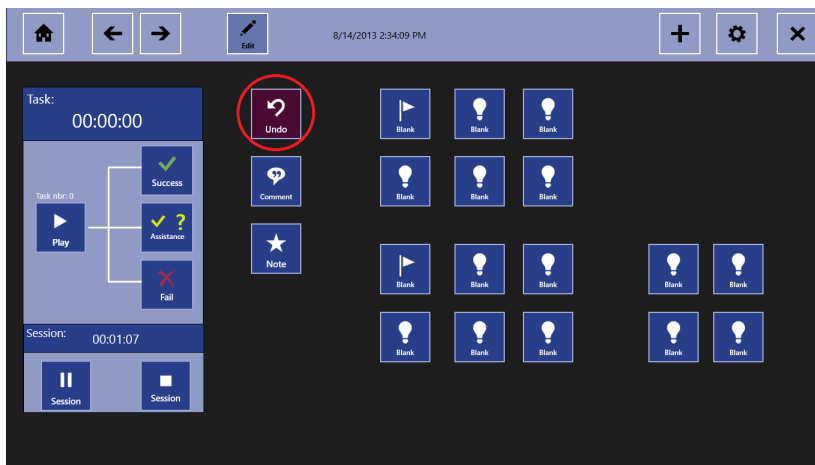 Edit
8/14/2013 2:34:09 PM
Task:
00:00:00
Undo
Blank
Blank
Blank
Success
Task nbr: 0
Play
Comment
Blank
Blank
Blank
Assistance
Note
Fail
Blank
Blank
Blank
Blank
Blank
Session:
00:01:07
Blank
Blank
Blank
Blank
Blank
Session
Session